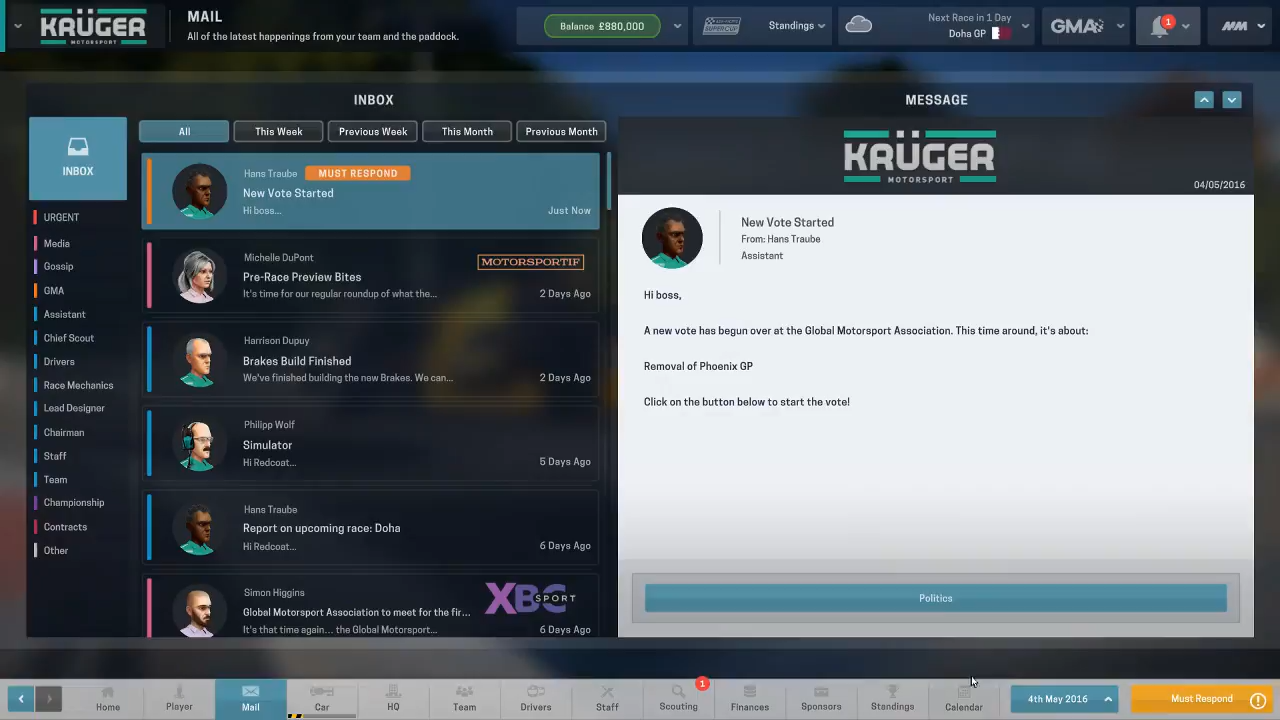 KRÜGER
MOTORSPORT
MAIL
All of the latest happenings from your team and the paddock.
Balance £880,000
Standings
Next Race in 1 Day
Doha GP
GMA
1
INBOX
MESSAGE
INBOX
All
This Week
Previous Week
This Month
Previous Month
URGENT
Media
Gossip
GMA
Assistant
Chief Scout
Drivers
Race Mechanics
Lead Designer
Chairman
Staff
Team
Championship
Contracts
Other
Hans Traube
MUST RESPOND
New Vote Started
Hi boss...
Just Now
Michelle DuPont
MOTORSPORTIF
Pre-Race Preview Bites
It's time for our regular roundup of what the...
2 Days Ago
Harrison Dupuy
Brakes Build Finished
We've finished building the new Brakes. We can...
2 Days Ago
Philipp Wolf
Simulator
Hi Redcoat...
5 Days Ago
Hans Traube
Report on upcoming race: Doha
Hi Redcoat...
6 Days Ago
Simon Higgins
XBC SPORT
Global Motorsport Association to meet for the fir...
It's that time again... the Global Motorsport...
6 Days Ago
KRÜGER
MOTORSPORT
04/05/2016
New Vote Started
From: Hans Traube
Assistant
Hi boss,
A new vote has begun over at the Global Motorsport Association. This time around, it's about:
Removal of Phoenix GP
Click on the button below to start the vote!
Politics
Home
Player
Mail
Car
HQ
Team
Drivers
Staff
Scouting
1
Finances
Sponsors
Standings
Calendar
4th May 2016
Must Respond